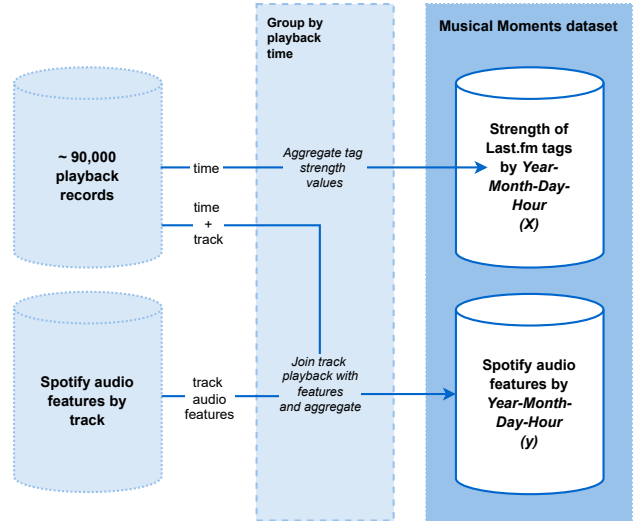 Group by
playback
time
Musical Moments dataset
~ 90,000
playback
records
time
Aggregate tag
strength
values
Strength of
Last.fm tags
by Year-
Month-Day-
Hour
(X)
time
+
track
Spotify audio
features by
track
track
audio
features
Join track
playback with
features
and aggregate
Spotify audio
features by
Year-Month-
Day-Hour
(y)